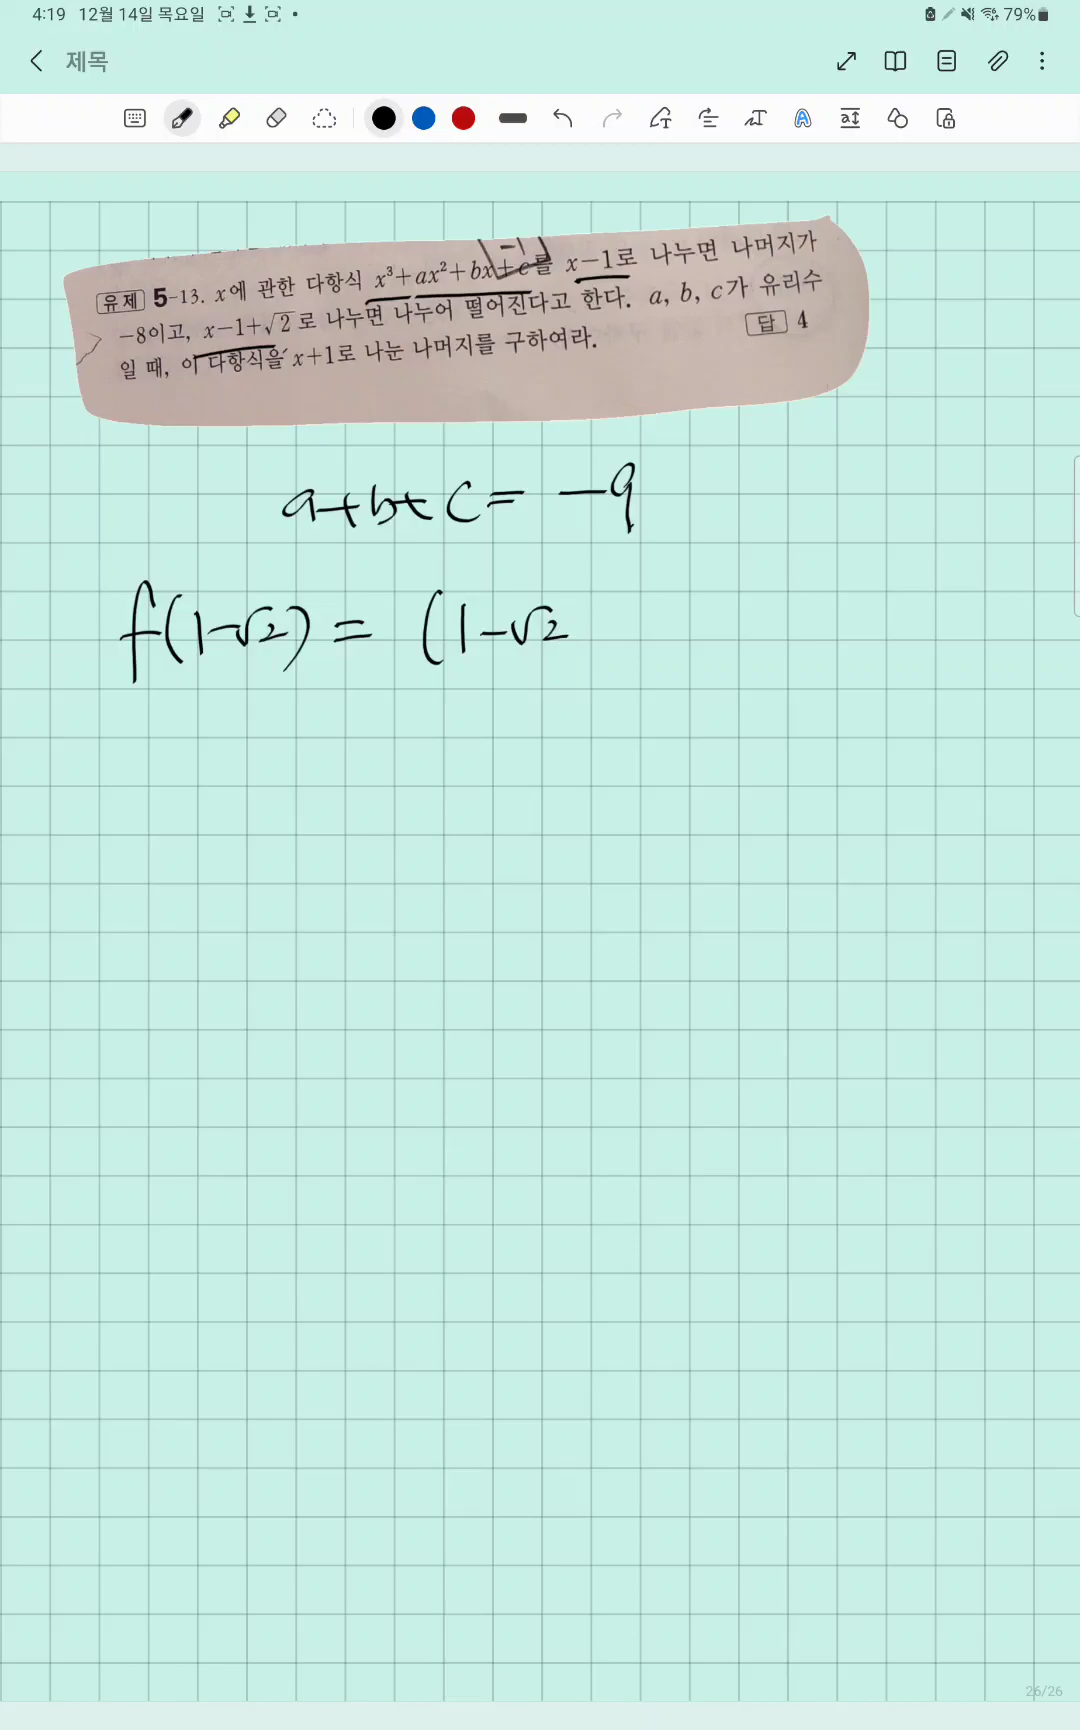 4:19 12월 14일 목요일 79%
제목
유제 5-13. x에 관한 다항식 x³+ax²+bx+c를 x-1로 나누면 나머지가
-8이고, x-1+√2로 나누면 나누어 떨어진다고 한다. a, b, c가 유리수
일 때, 이 다항식을 x+1로 나눈 나머지를 구하여라. 답 4
-1
a+b+c = -9
f(1-√2) = (1-√2
26/26